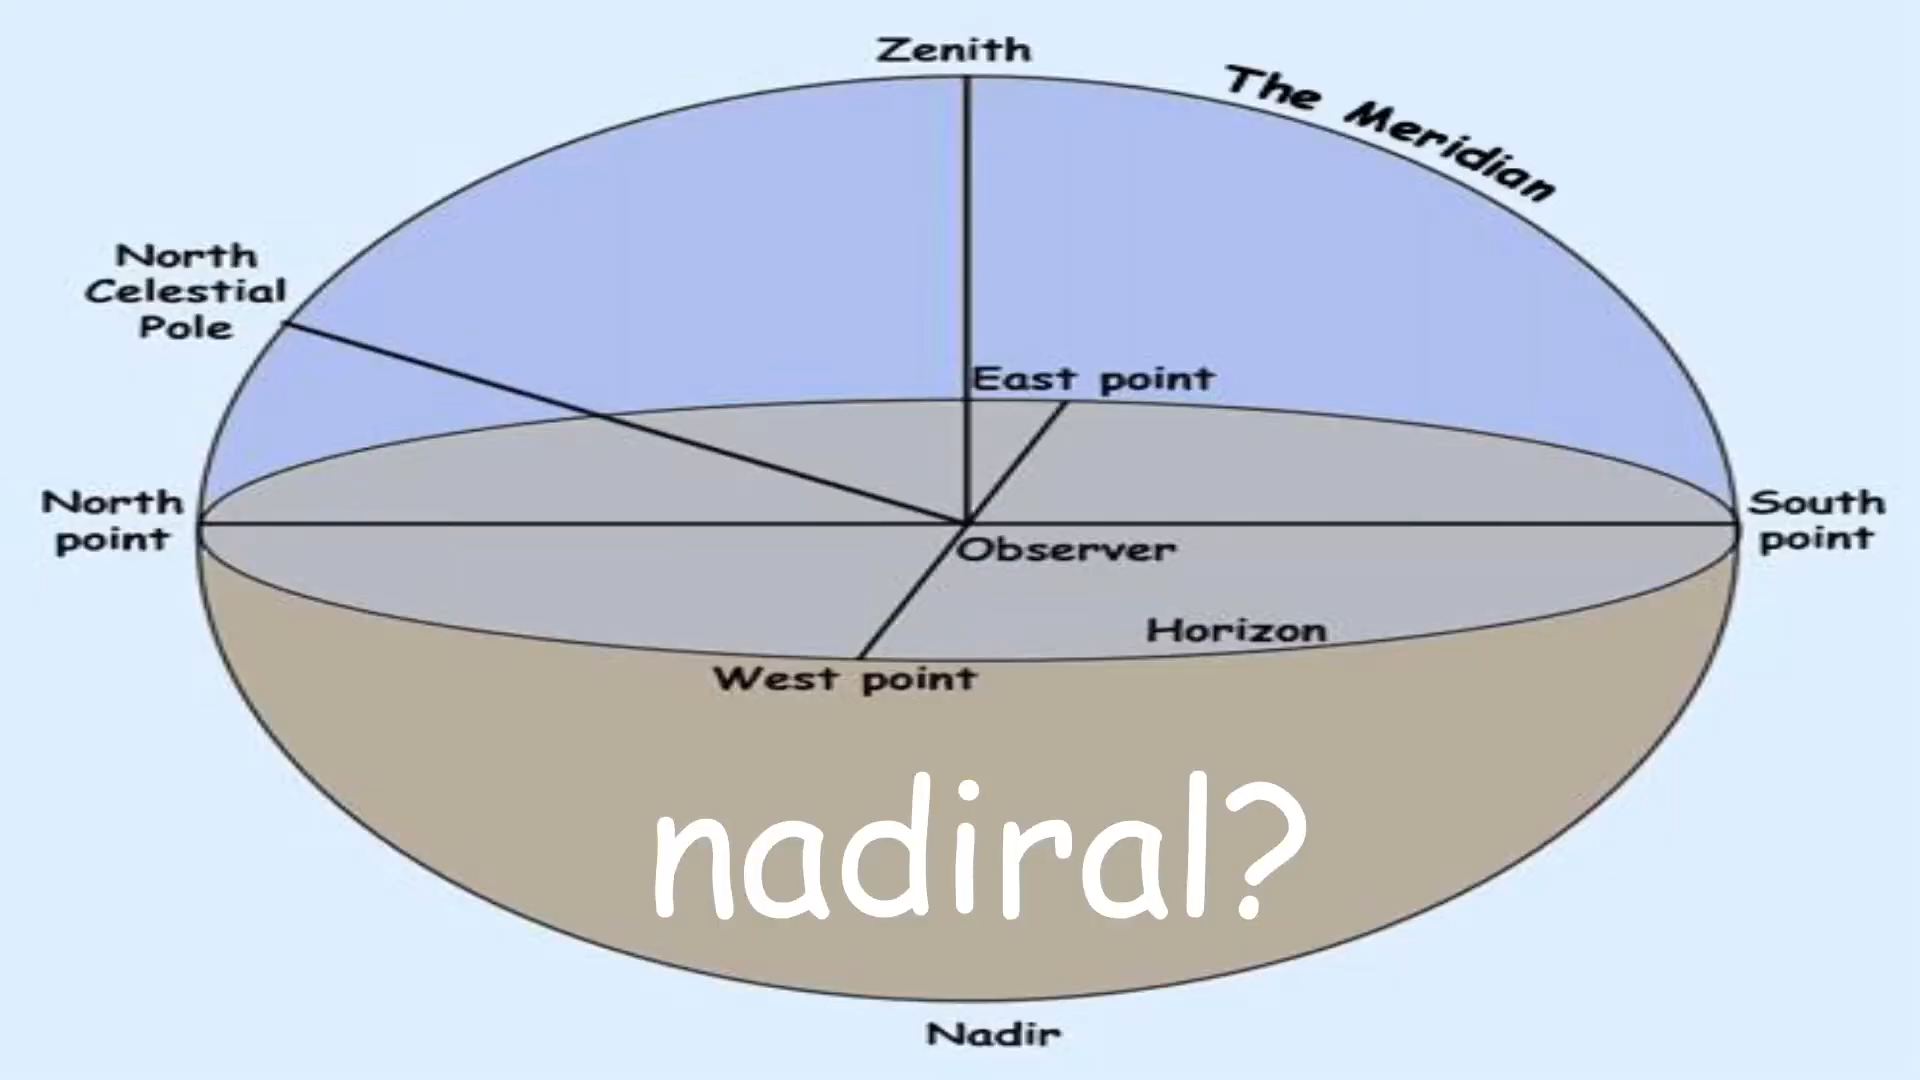 Zenith
The Meridian
North
Celestial
Pole
East point
North
point
South
point
Observer
Horizon
West point
nadiral?
Nadir